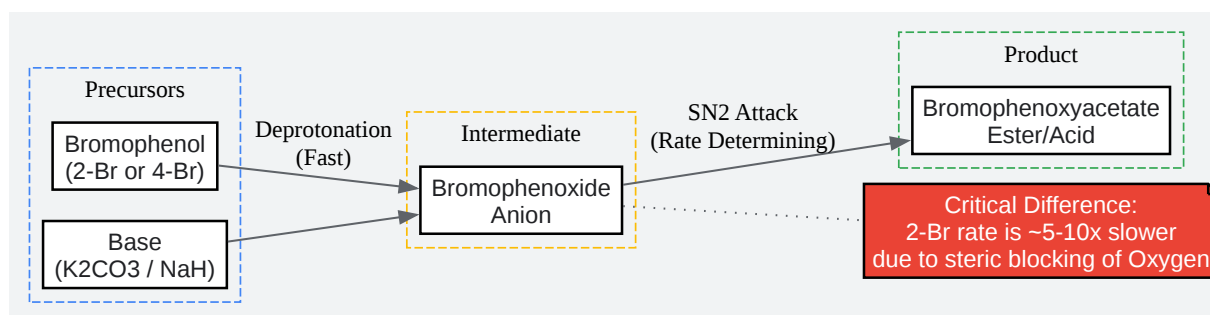 Precursors
Bromophenol
(2-Br or 4-Br)
Base
(K2CO3 / NaH)
Deprotonation
(Fast)
Intermediate
Bromophenoxide
Anion
SN2 Attack
(Rate Determining)
Product
Bromophenoxyacetate
Ester/Acid
Critical Difference:
2-Br rate is ~5-10x slower
due to steric blocking of Oxygen